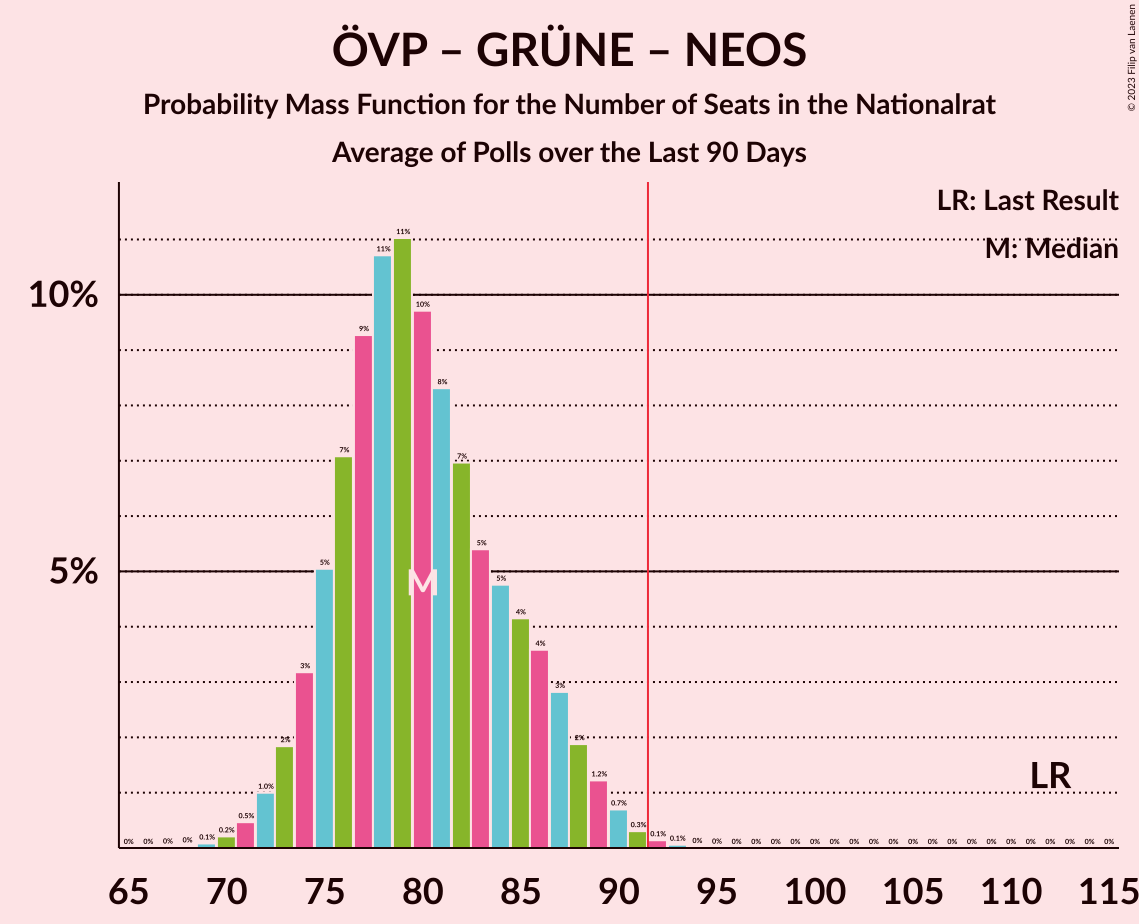 ÖVP – GRÜNE – NEOS
Probability Mass Function for the Number of Seats in the Nationalrat
Average of Polls over the Last 90 Days
© 2023 Filip van Laenen
LR: Last Result
M: Median
10%
5%
0% 0% 0% 0% 0.1% 0.2% 0.5% 1.0% 2% 3% 5% 7% 9% 11% 11% 10% 8% 7% 5% 5% 4% 4% 3% 2% 1.2% 0.7% 0.3% 0.1% 0.1% 0% 0% 0% 0% 0% 0% 0% 0% 0% 0% 0% 0% 0% 0% 0% 0% 0% 0% 0% 0% 0% 0%
M
LR
65 70 75 80 85 90 95 100 105 110 115